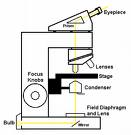 Eyepiece
Prism
Lenses
Stage
Focus
Knobs
Condenser
Field Diaphragm
and Lens
Bulb
Mirror